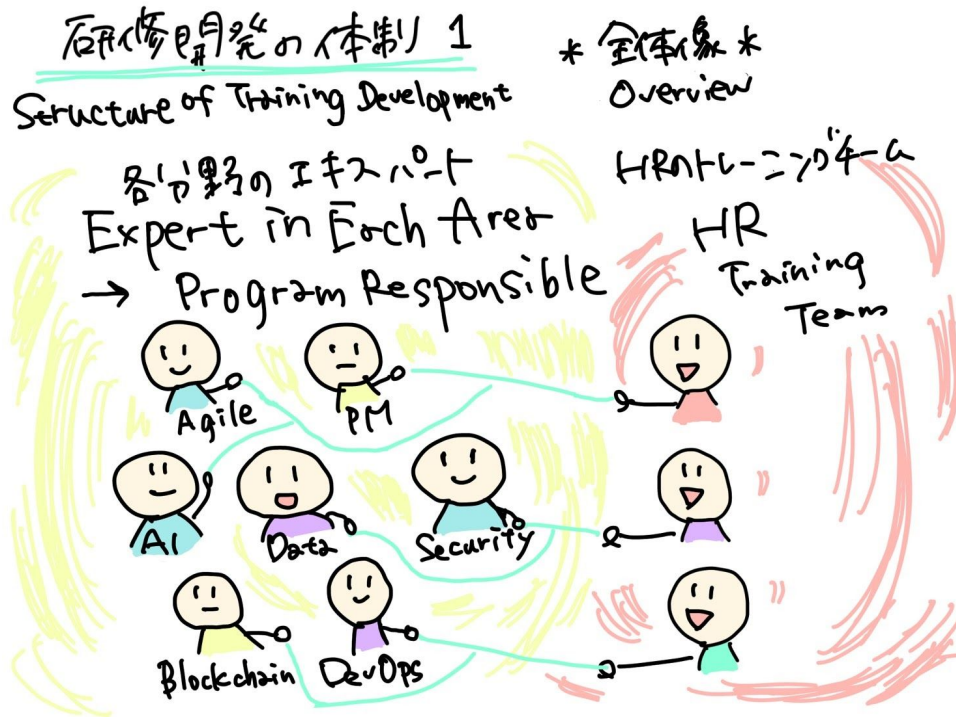 研修開発の体制 1
Structure of Training Development
* 全体像 *
Overview
各分野のエキスパート
Expert in Each Area
→ Program Responsible
HRのトレーニングチーム
HR
Training
Team
Agile
PM
AI
Data
Security
Blockchain
DevOps